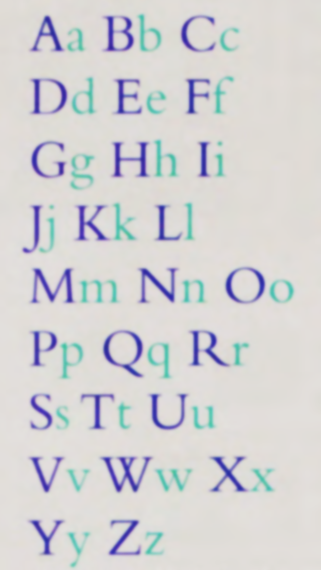 Aa Bb Cc
Dd Ee Ff
Gg Hh Ii
Jj Kk Ll
Mm Nn Oo
Pp Qq Rr
Ss Tt Uu
Vv Ww Xx
Yy Zz